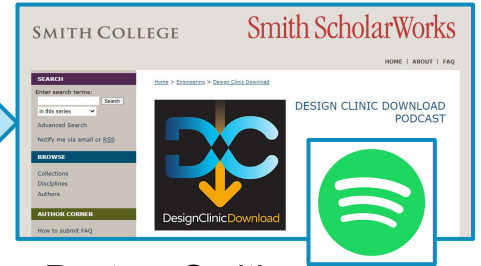 SMITH COLLEGE
Smith ScholarWorks
HOME | ABOUT | FAQ
SEARCH
Enter search terms:
Search
in this series
Advanced Search
Notify me via email or RSS
BROWSE
Collections
Disciplines
Authors
AUTHOR CORNER
How to submit FAQ
Home > Engineering > Design Clinic Download
DC
DesignClinicDownload
DESIGN CLINIC DOWNLOAD
PODCAST